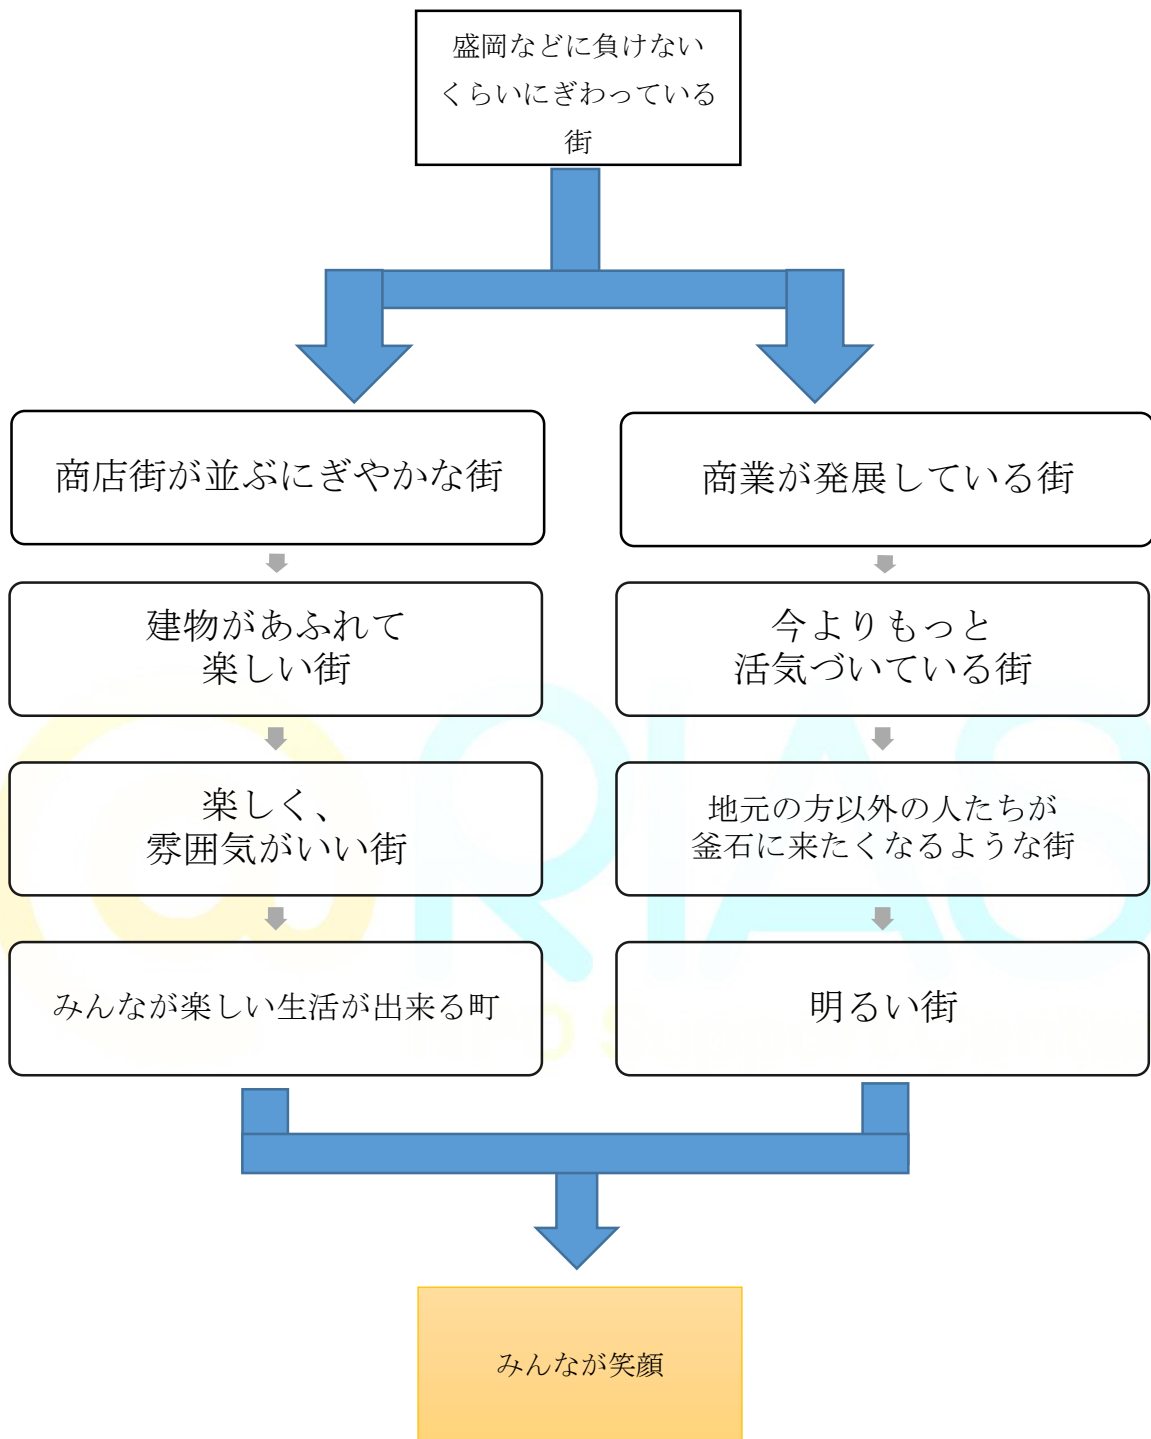 盛岡などに負けない
くらいにぎわっている
街
商店街が並ぶにぎやかな街
建物があふれて
楽しい街
楽しく、
雰囲気がいい街
みんなが楽しい生活が出来る町
商業が発展している街
今よりもっと
活気づいている街
地元の方以外の人たちが
釜石に来たくなるような街
明るい街
みんなが笑顔
@RIAS